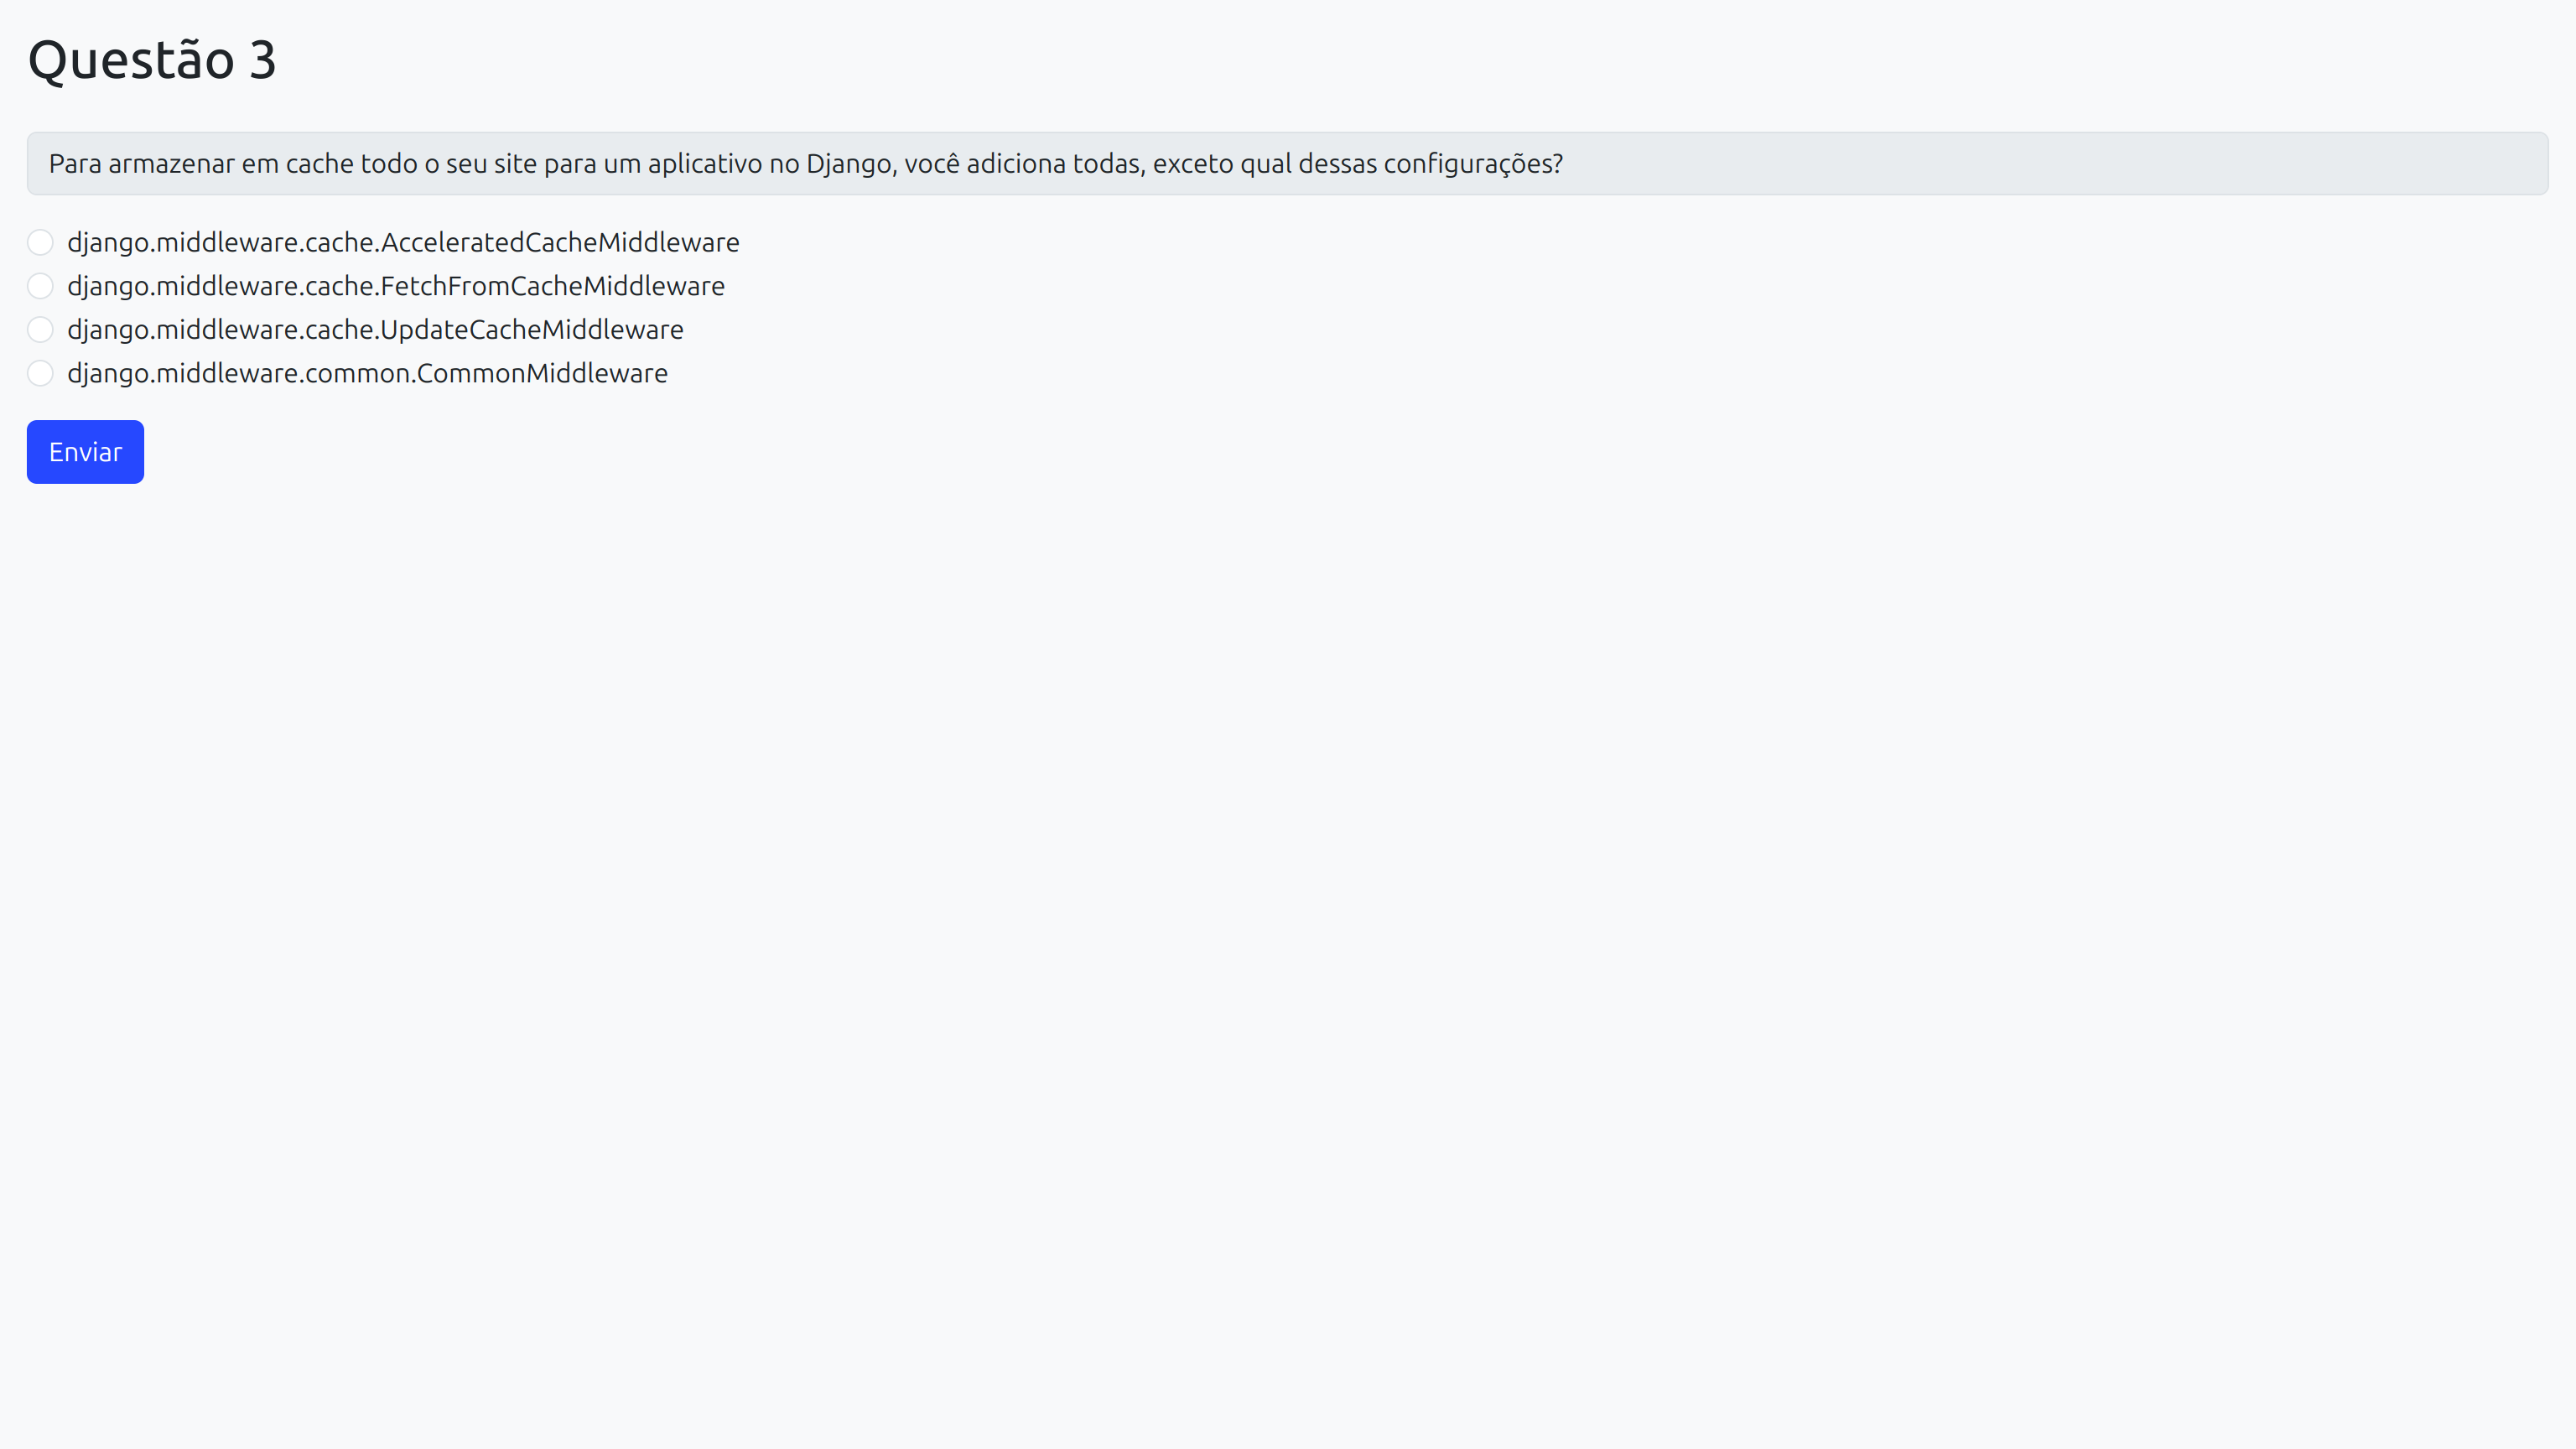 Questão 3
Para armazenar em cache todo o seu site para um aplicativo no Django, você adiciona todas, exceto qual dessas configurações?
django.middleware.cache.AcceleratedCacheMiddleware
django.middleware.cache.FetchFromCacheMiddleware
django.middleware.cache.UpdateCacheMiddleware
django.middleware.common.CommonMiddleware
Enviar